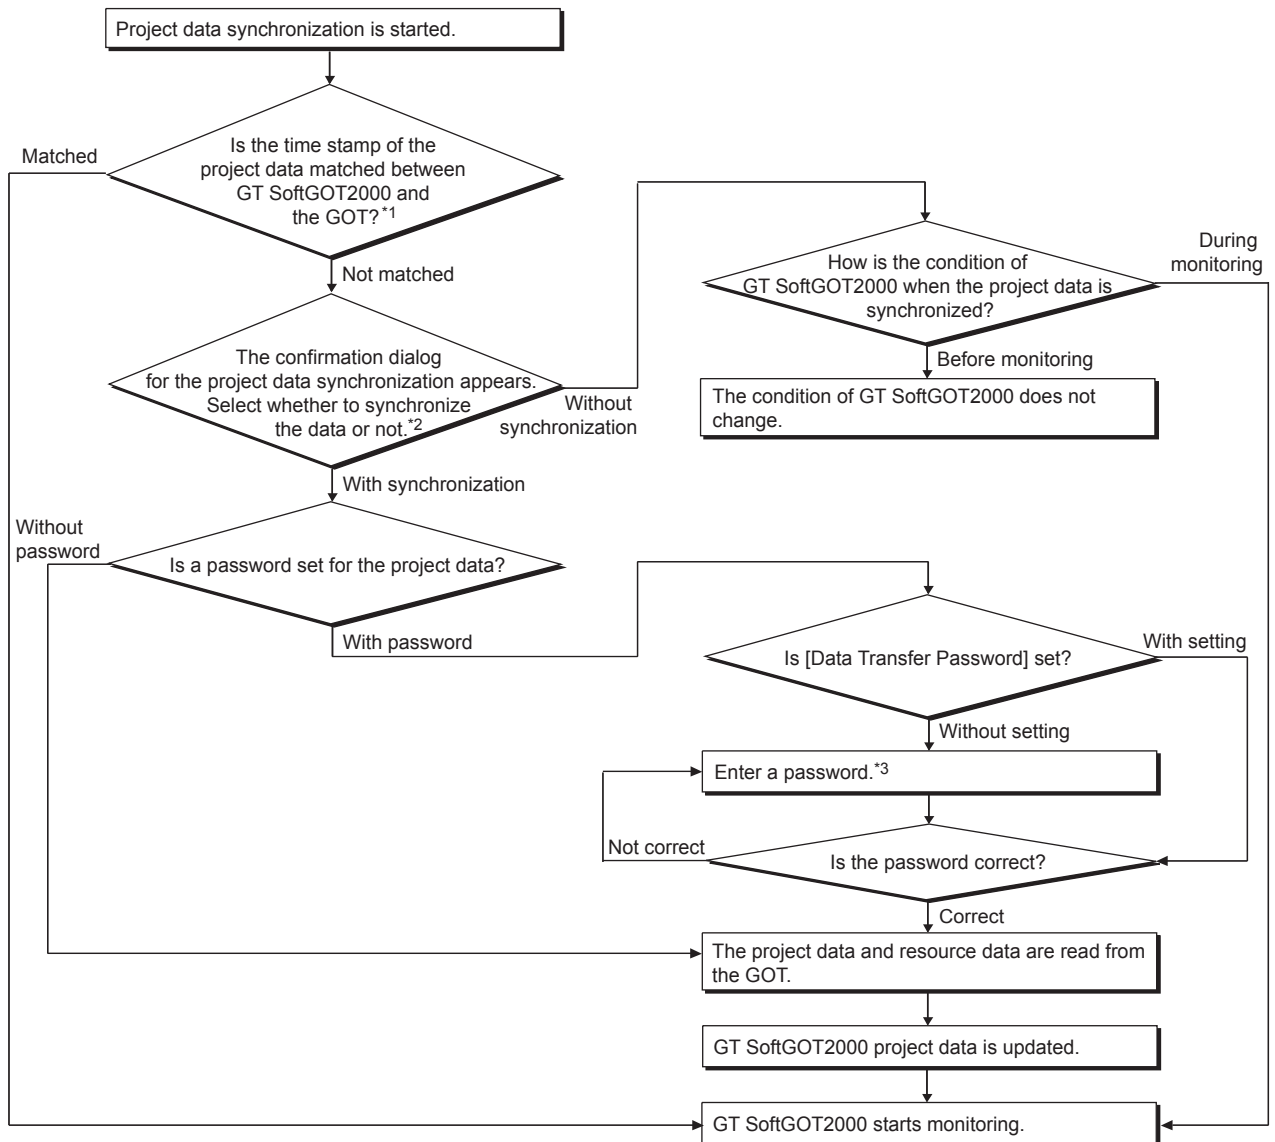 Project data synchronization is started.
Matched
Is the time stamp of the
project data matched between
GT SoftGOT2000 and
the GOT?*1
Not matched
During
monitoring
How is the condition of
GT SoftGOT2000 when the project data is
synchronized?
Before monitoring
The condition of GT SoftGOT2000 does not
change.
The confirmation dialog
for the project data synchronization appears.
Select whether to synchronize
the data or not.*2
Without
synchronization
With synchronization
Without
password
Is a password set for the project data?
With password
Is [Data Transfer Password] set?
With setting
Without setting
Enter a password.*3
Not correct
Is the password correct?
Correct
The project data and resource data are read from
the GOT.
GT SoftGOT2000 project data is updated.
GT SoftGOT2000 starts monitoring.